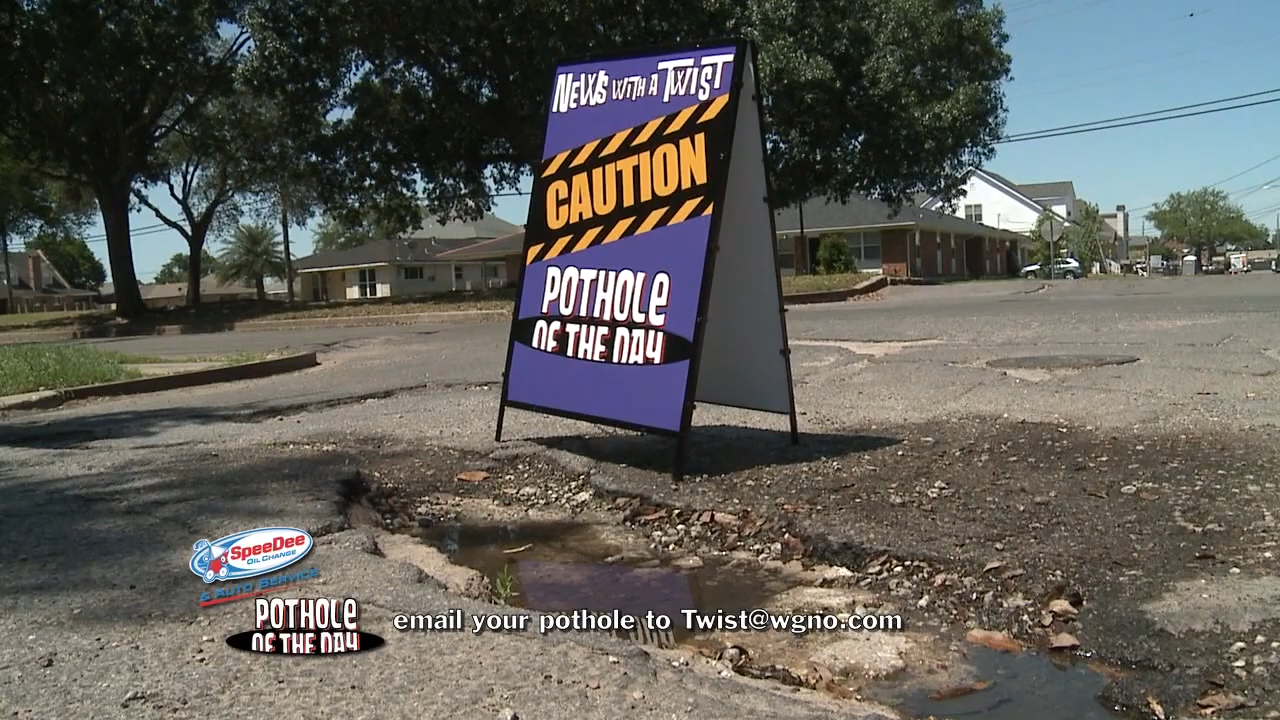 NEWS WITH A TWIST
CAUTION
POTHOLE
OF THE DAY
SpeeDee
OIL CHANGE
& AUTO SERVICE
POTHOLE
OF THE DAY
email your pothole to Twist@wgno.com